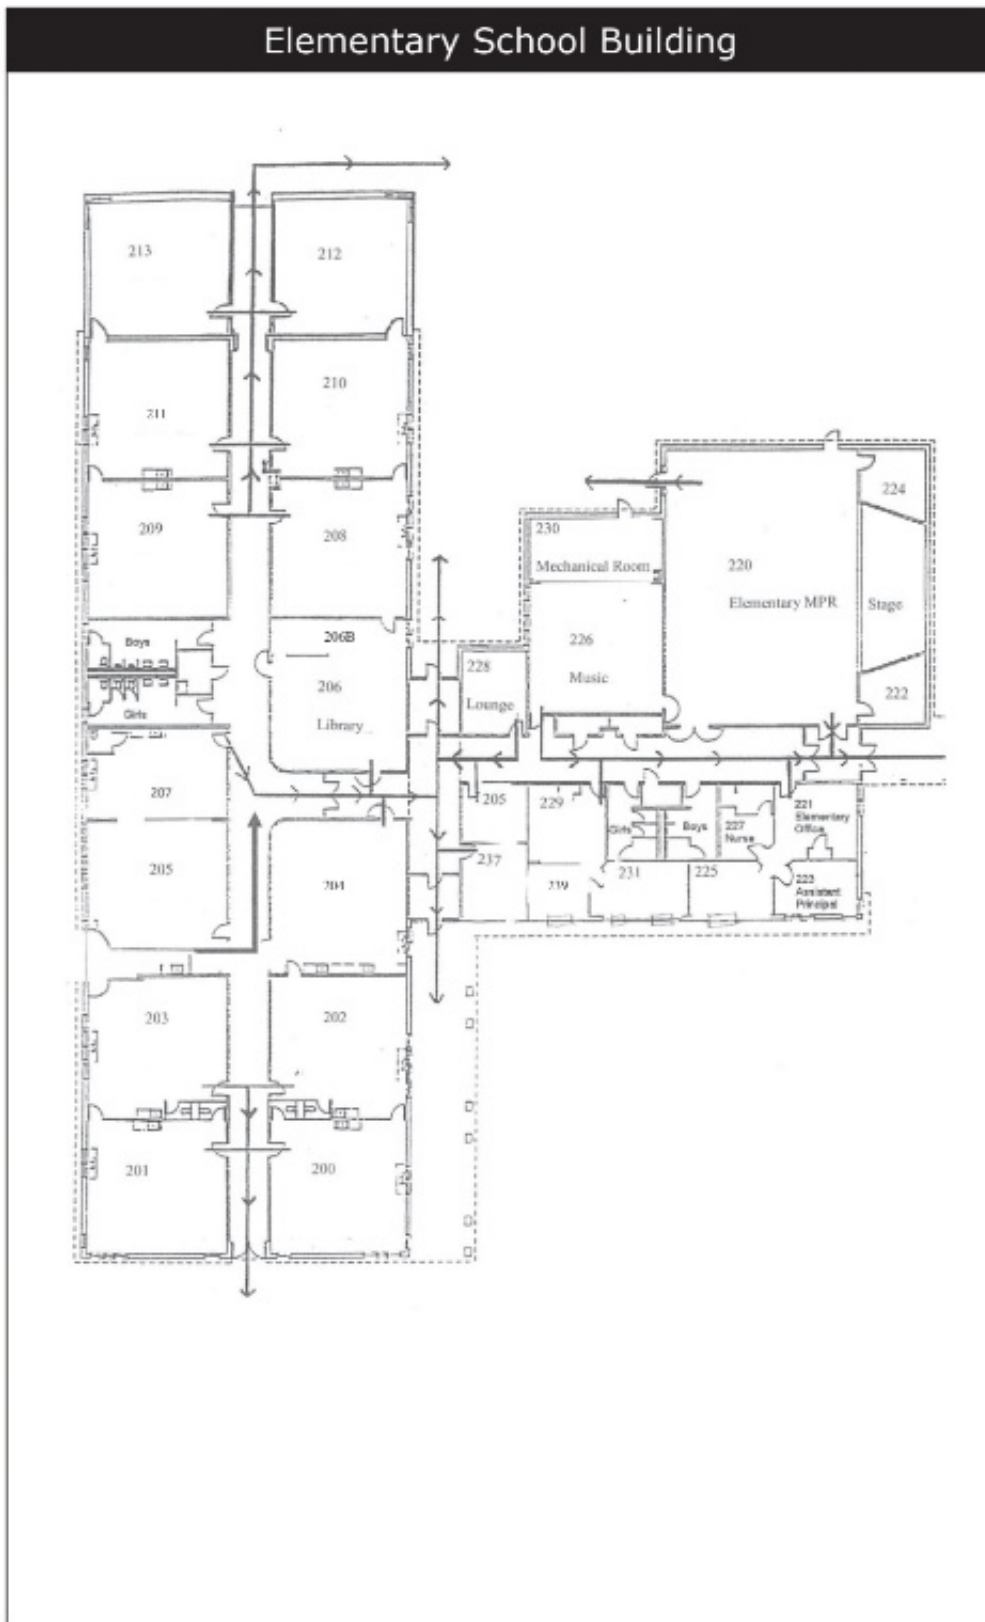 Elementary School Building
213
212
211
210
209
208
Boys
Girls
206B
206
Library
207
205
204
203
202
201
200
230
Mechanical Room
226
Music
228
Lounge
220
Elementary MPR
224
Stage
222
205
229
237
239
Girls
Boys
231
225
227
Nurse
221
Elementary
Office
223
Assistant
Principal